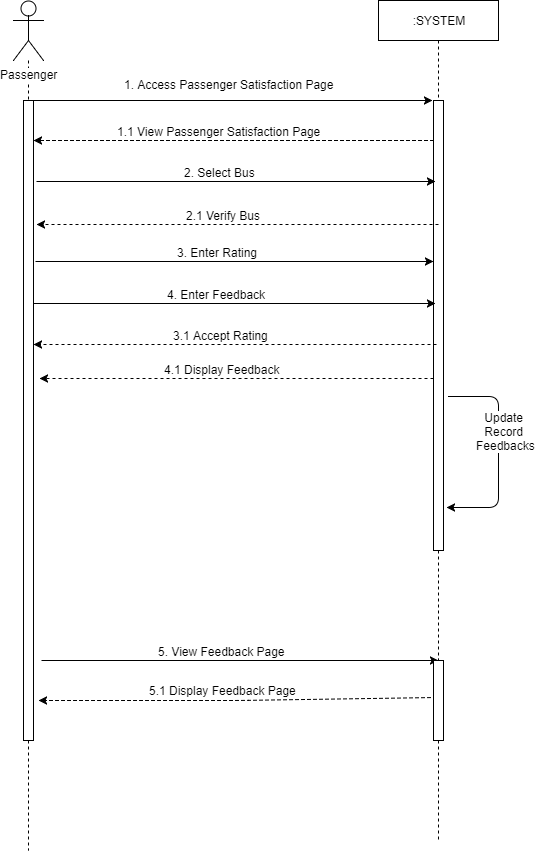 :SYSTEM
Passenger
1. Access Passenger Satisfaction Page
1.1 View Passenger Satisfaction Page
2. Select Bus
2.1 Verify Bus
3. Enter Rating
4. Enter Feedback
3.1 Accept Rating
4.1 Display Feedback
Update
Record
Feedbacks
5. View Feedback Page
5.1 Display Feedback Page